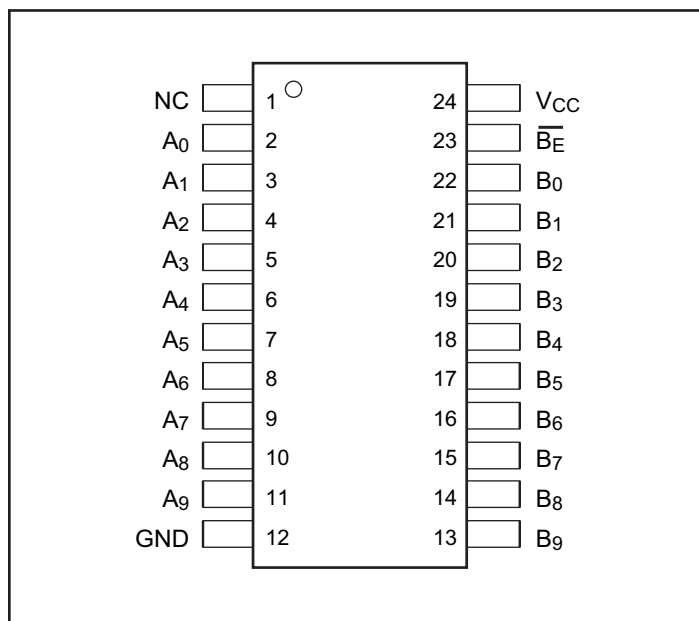 NC 1 24 VCC
A0 2 23 B̅E̅
A1 3 22 B0
A2 4 21 B1
A3 5 20 B2
A4 6 19 B3
A5 7 18 B4
A6 8 17 B5
A7 9 16 B6
A8 10 15 B7
A9 11 14 B8
GND 12 13 B9